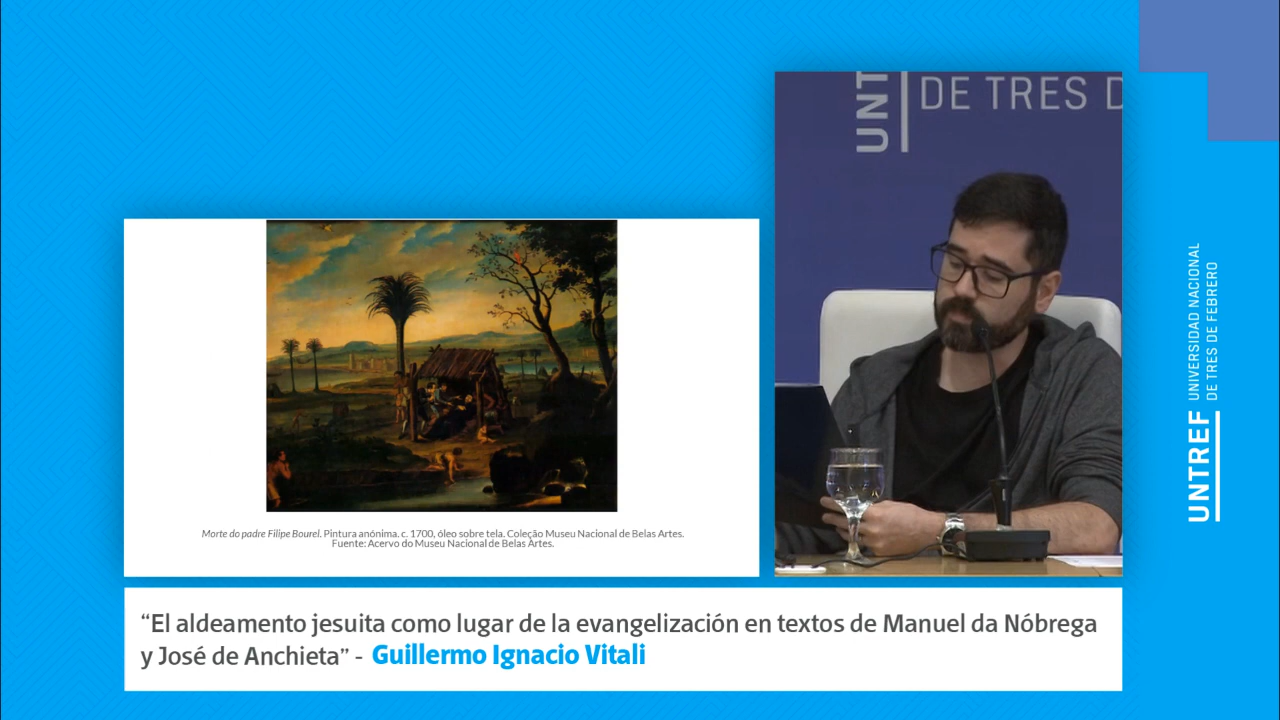 UNT
DE TRES D
Morte do padre Filipe Bourel. Pintura anónima. c. 1700, óleo sobre tela. Coleção Museu Nacional de Belas Artes.
Fuente: Acervo do Museu Nacional de Belas Artes.
“El aldeamento jesuita como lugar de la evangelización en textos de Manuel da Nóbrega
y José de Anchieta” - Guillermo Ignacio Vitali
UNTREF
UNIVERSIDAD NACIONAL
DE TRES DE FEBRERO